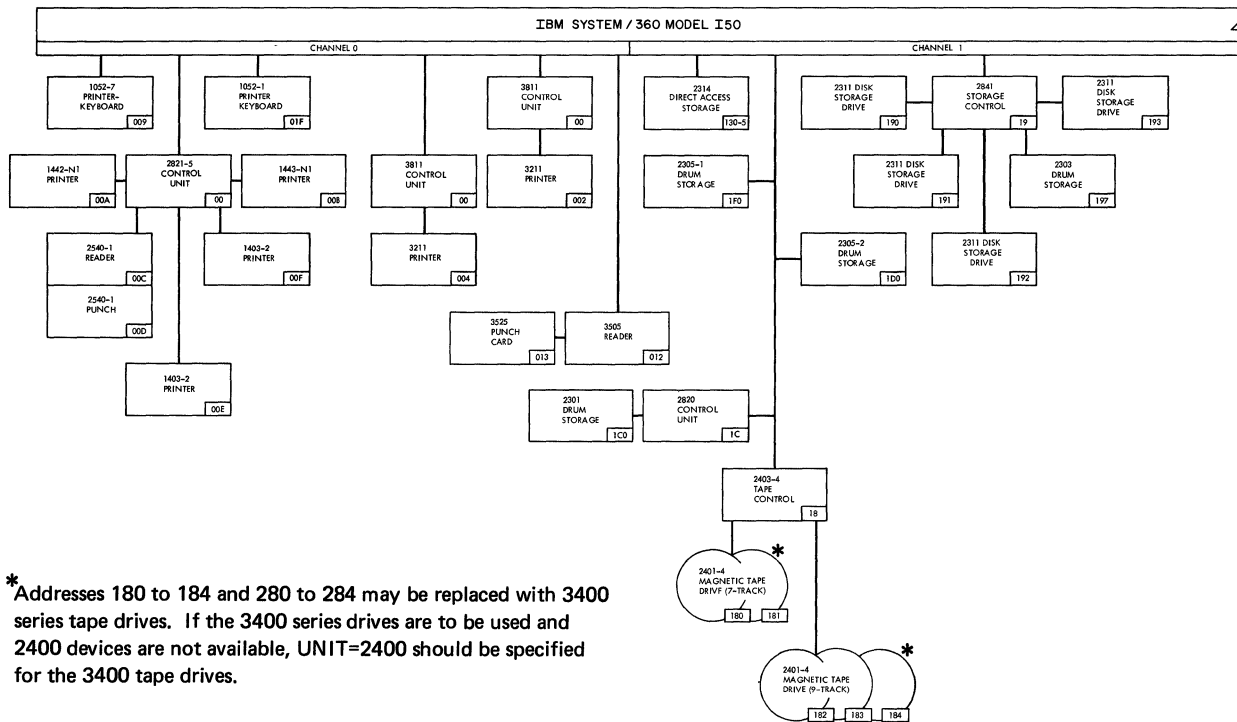 IBM SYSTEM/360 MODEL I50
CHANNEL 0
CHANNEL 1
1052-7
PRINTER-
KEYBOARD
009
1052-1
PRINTER
KEYBOARD
01F
3811
CONTROL
UNIT
00
2314
DIRECT ACCESS
STORAGE
130-5
2311 DISK
STORAGE
DRIVE
190
2841
STORAGE
CONTROL
19
2311
DISK
STORAGE
DRIVE
193
1442-N1
PRINTER
00A
2821-5
CONTROL
UNIT
00
1443-N1
PRINTER
00B
3811
CONTROL
UNIT
00
3211
PRINTER
002
2305-1
DRUM
STORAGE
1F0
2311 DISK
STORAGE
DRIVE
191
2303
DRUM
STORAGE
197
2540-1
READER
00C
2540-1
PUNCH
00D
1403-2
PRINTER
00F
3211
PRINTER
004
2305-2
DRUM
STORAGE
1D0
2311 DISK
STORAGE
DRIVE
192
3525
PUNCH
CARD
013
3505
READER
012
1403-2
PRINTER
00E
2301
DRUM
STORAGE
1C0
2820
CONTROL
UNIT
1C
2403-4
TAPE
CONTROL
18
*
2401-4
MAGNETIC TAPE
DRIVE (7-TRACK)
180
181
*
2401-4
MAGNETIC TAPE
DRIVE (9-TRACK)
182
183
184
*Addresses 180 to 184 and 280 to 284 may be replaced with 3400
series tape drives. If the 3400 series drives are to be used and
2400 devices are not available, UNIT=2400 should be specified
for the 3400 tape drives.